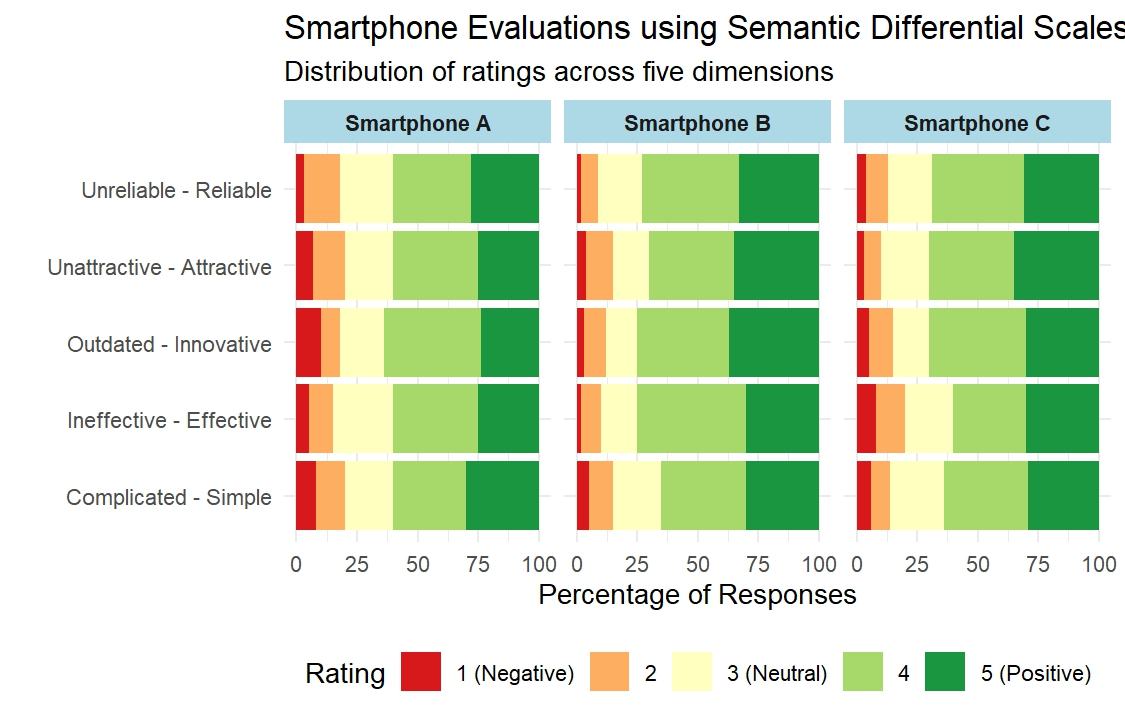 Smartphone Evaluations using Semantic Differential Scales
Distribution of ratings across five dimensions
Smartphone A Smartphone B Smartphone C
Unreliable - Reliable
Unattractive - Attractive
Outdated - Innovative
Ineffective - Effective
Complicated - Simple
0 25 50 75 100 0 25 50 75 100 0 25 50 75 100
Percentage of Responses
Rating 1 (Negative) 2 3 (Neutral) 4 5 (Positive)